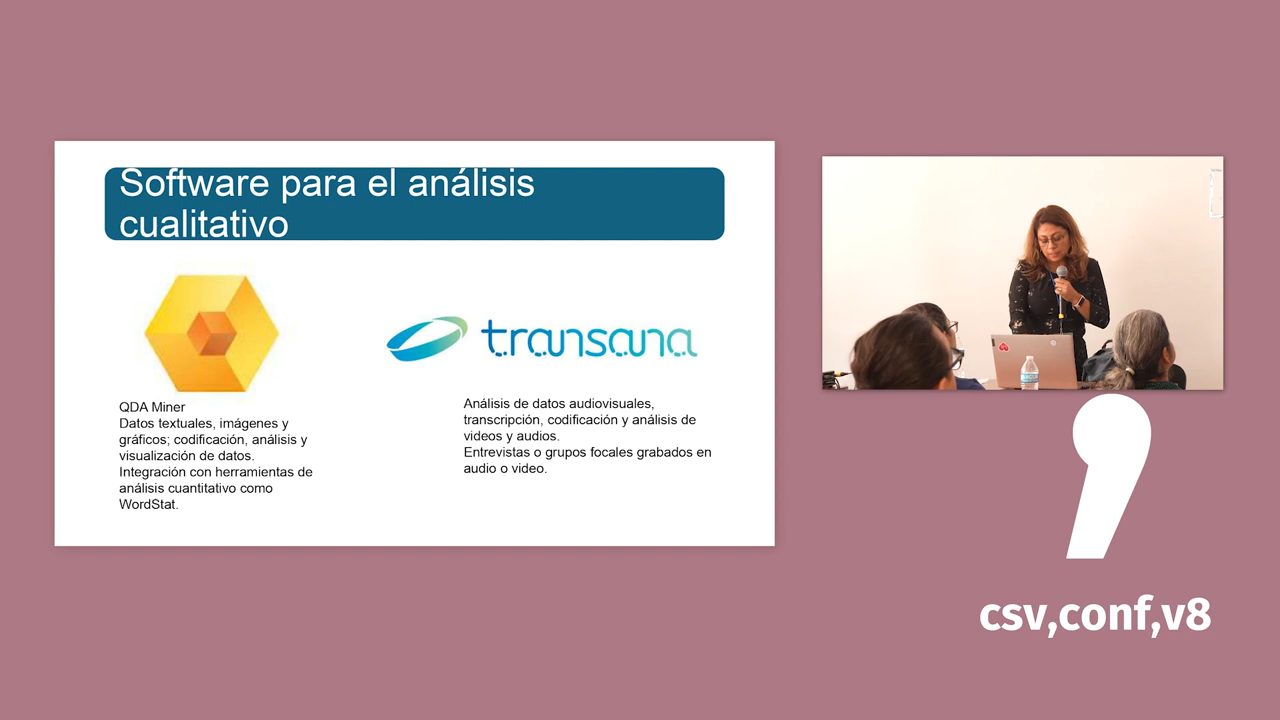 Software para el análisis
cualitativo
transana
QDA Miner
Datos textuales, imágenes y
gráficos; codificación, análisis y
visualización de datos.
Integración con herramientas de
análisis cuantitativo como
WordStat.
Análisis de datos audiovisuales,
transcripción, codificación y análisis de
videos y audios.
Entrevistas o grupos focales grabados en
audio o video.
csv,conf,v8